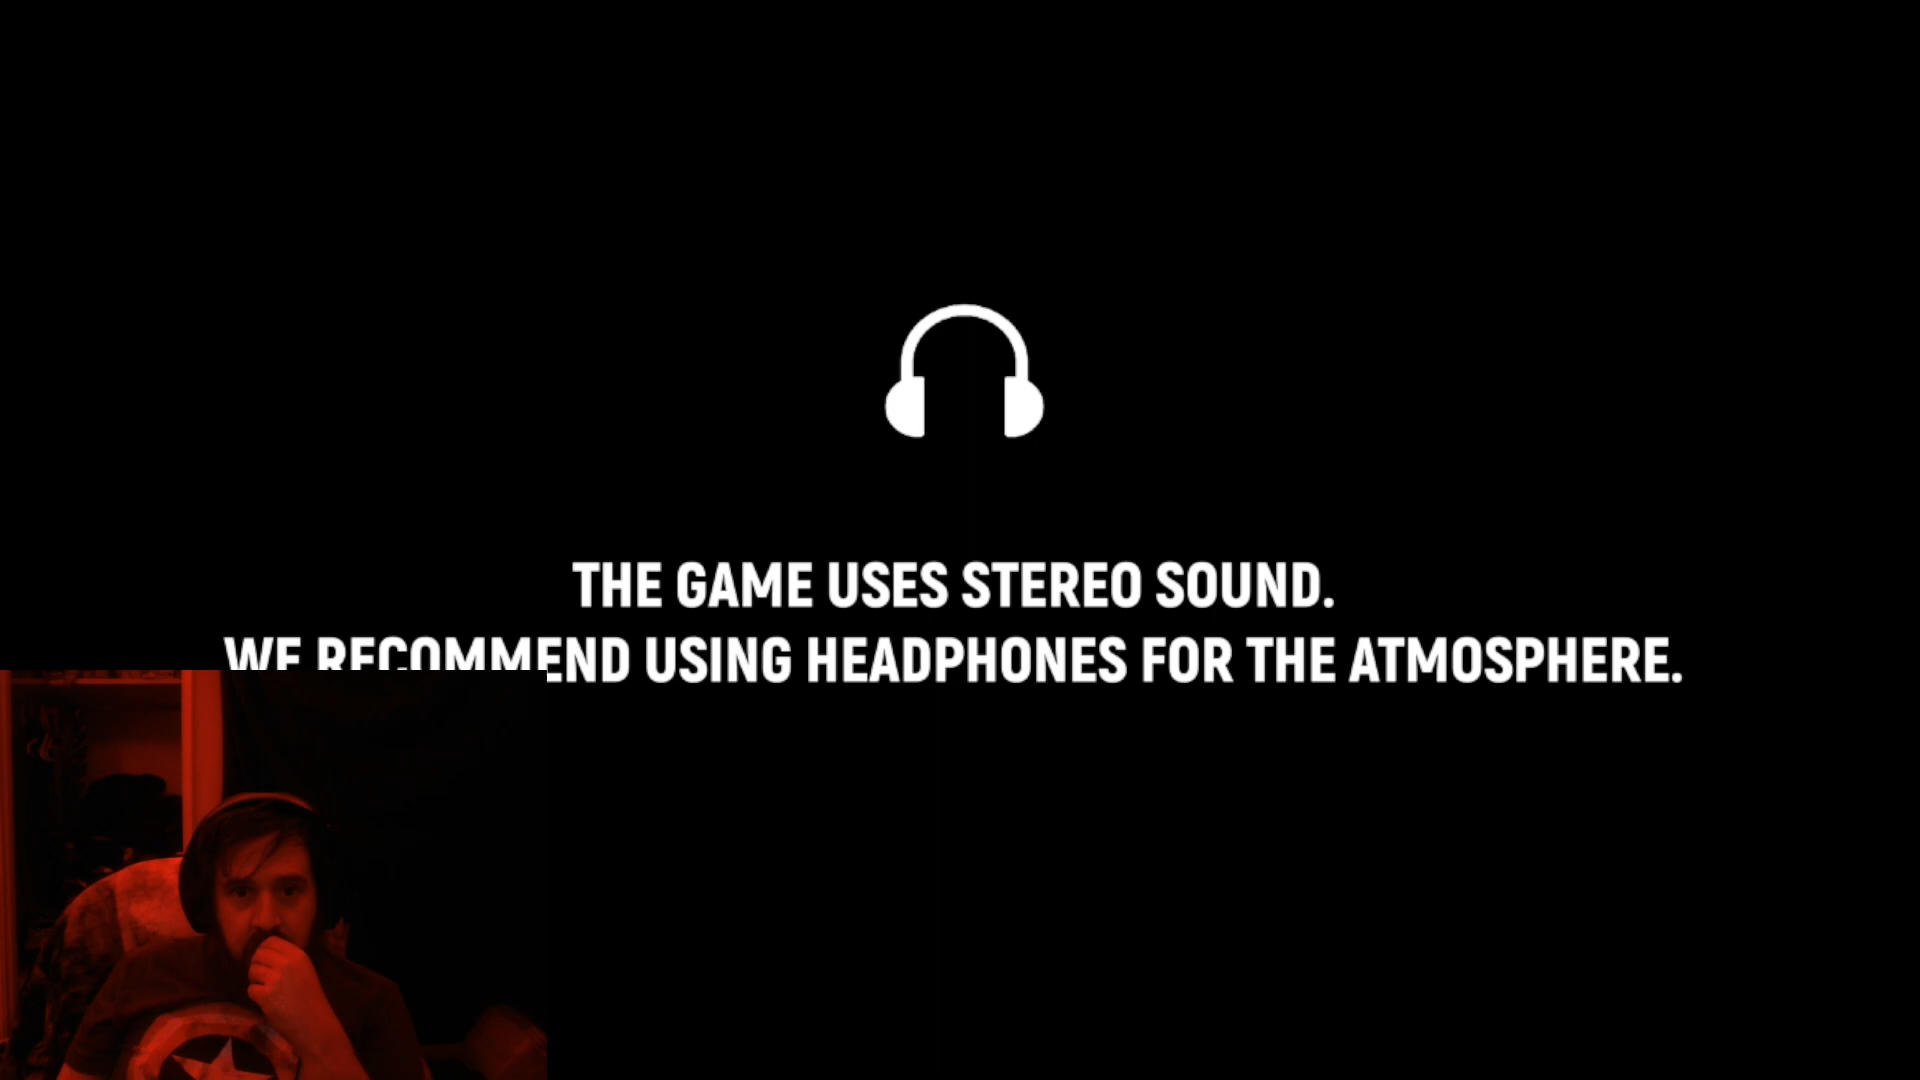 THE GAME USES STEREO SOUND.
WE RECOMMEND USING HEADPHONES FOR THE ATMOSPHERE.